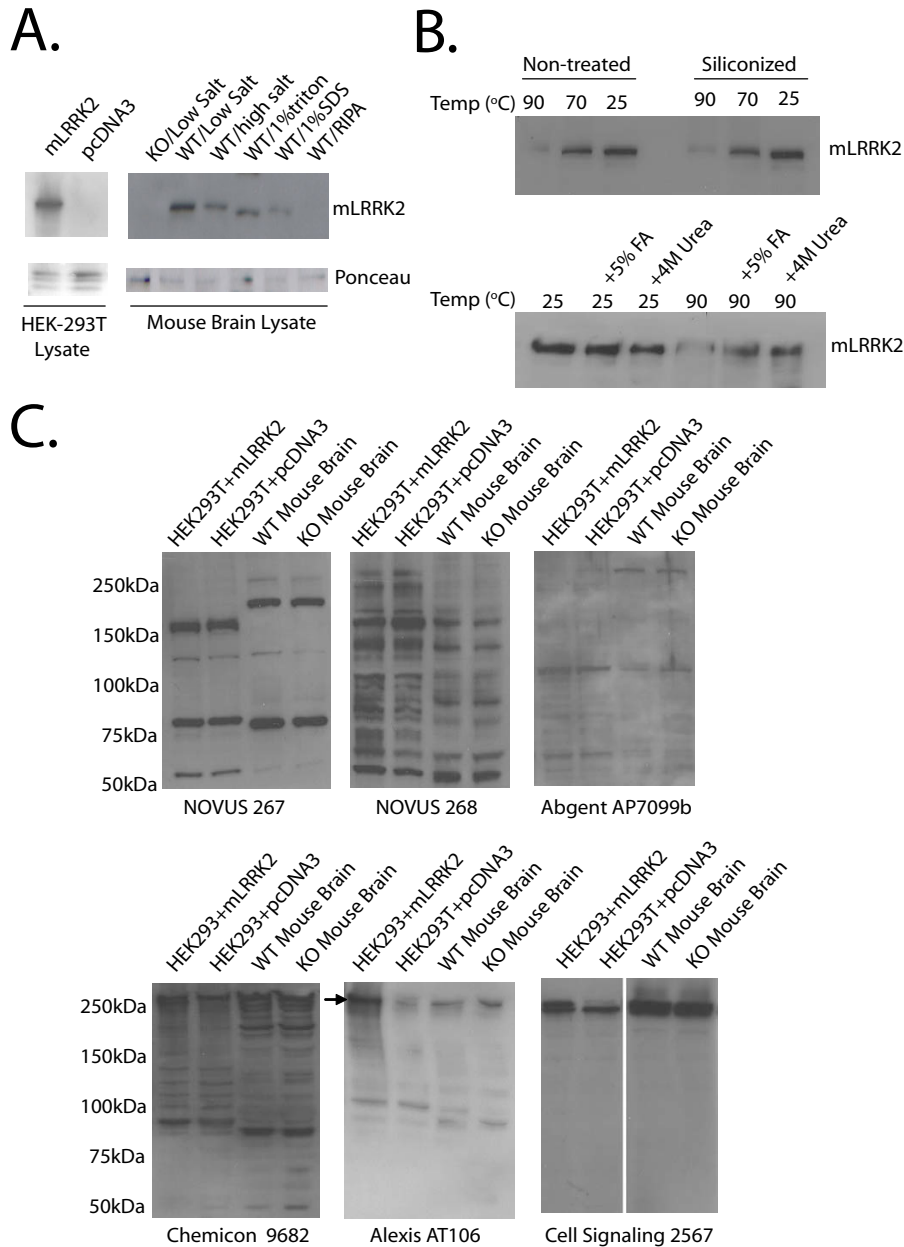 A.
mLRRK2
pcDNA3
KO/Low Salt
WT/Low Salt
WT/high salt
WT/1%triton
WT/1%SDS
WT/RIPA
mLRRK2
Ponceau
HEK-293T
Lysate
Mouse Brain Lysate
B.
Non-treated
Siliconized
Temp (°C) 90 70 25 90 70 25
mLRRK2
+5% FA
+4M Urea
+5% FA
+4M Urea
Temp (°C) 25 25 25 90 90 90
mLRRK2
C.
HEK293T+mLRRK2
HEK293T+pcDNA3
WT Mouse Brain
KO Mouse Brain
HEK293T+mLRRK2
HEK293T+pcDNA3
WT Mouse Brain
KO Mouse Brain
HEK293T+mLRRK2
HEK293T+pcDNA3
WT Mouse Brain
KO Mouse Brain
250kDa
150kDa
100kDa
75kDa
50kDa
NOVUS 267
NOVUS 268
Abgent AP7099b
HEK293+mLRRK2
HEK293+pcDNA3
WT Mouse Brain
KO Mouse Brain
HEK293+mLRRK2
HEK293T+pcDNA3
WT Mouse Brain
KO Mouse Brain
HEK293+mLRRK2
HEK293T+pcDNA3
WT Mouse Brain
KO Mouse Brain
250kDa
150kDa
100kDa
75kDa
50kDa
Chemicon 9682
Alexis AT106
Cell Signaling 2567